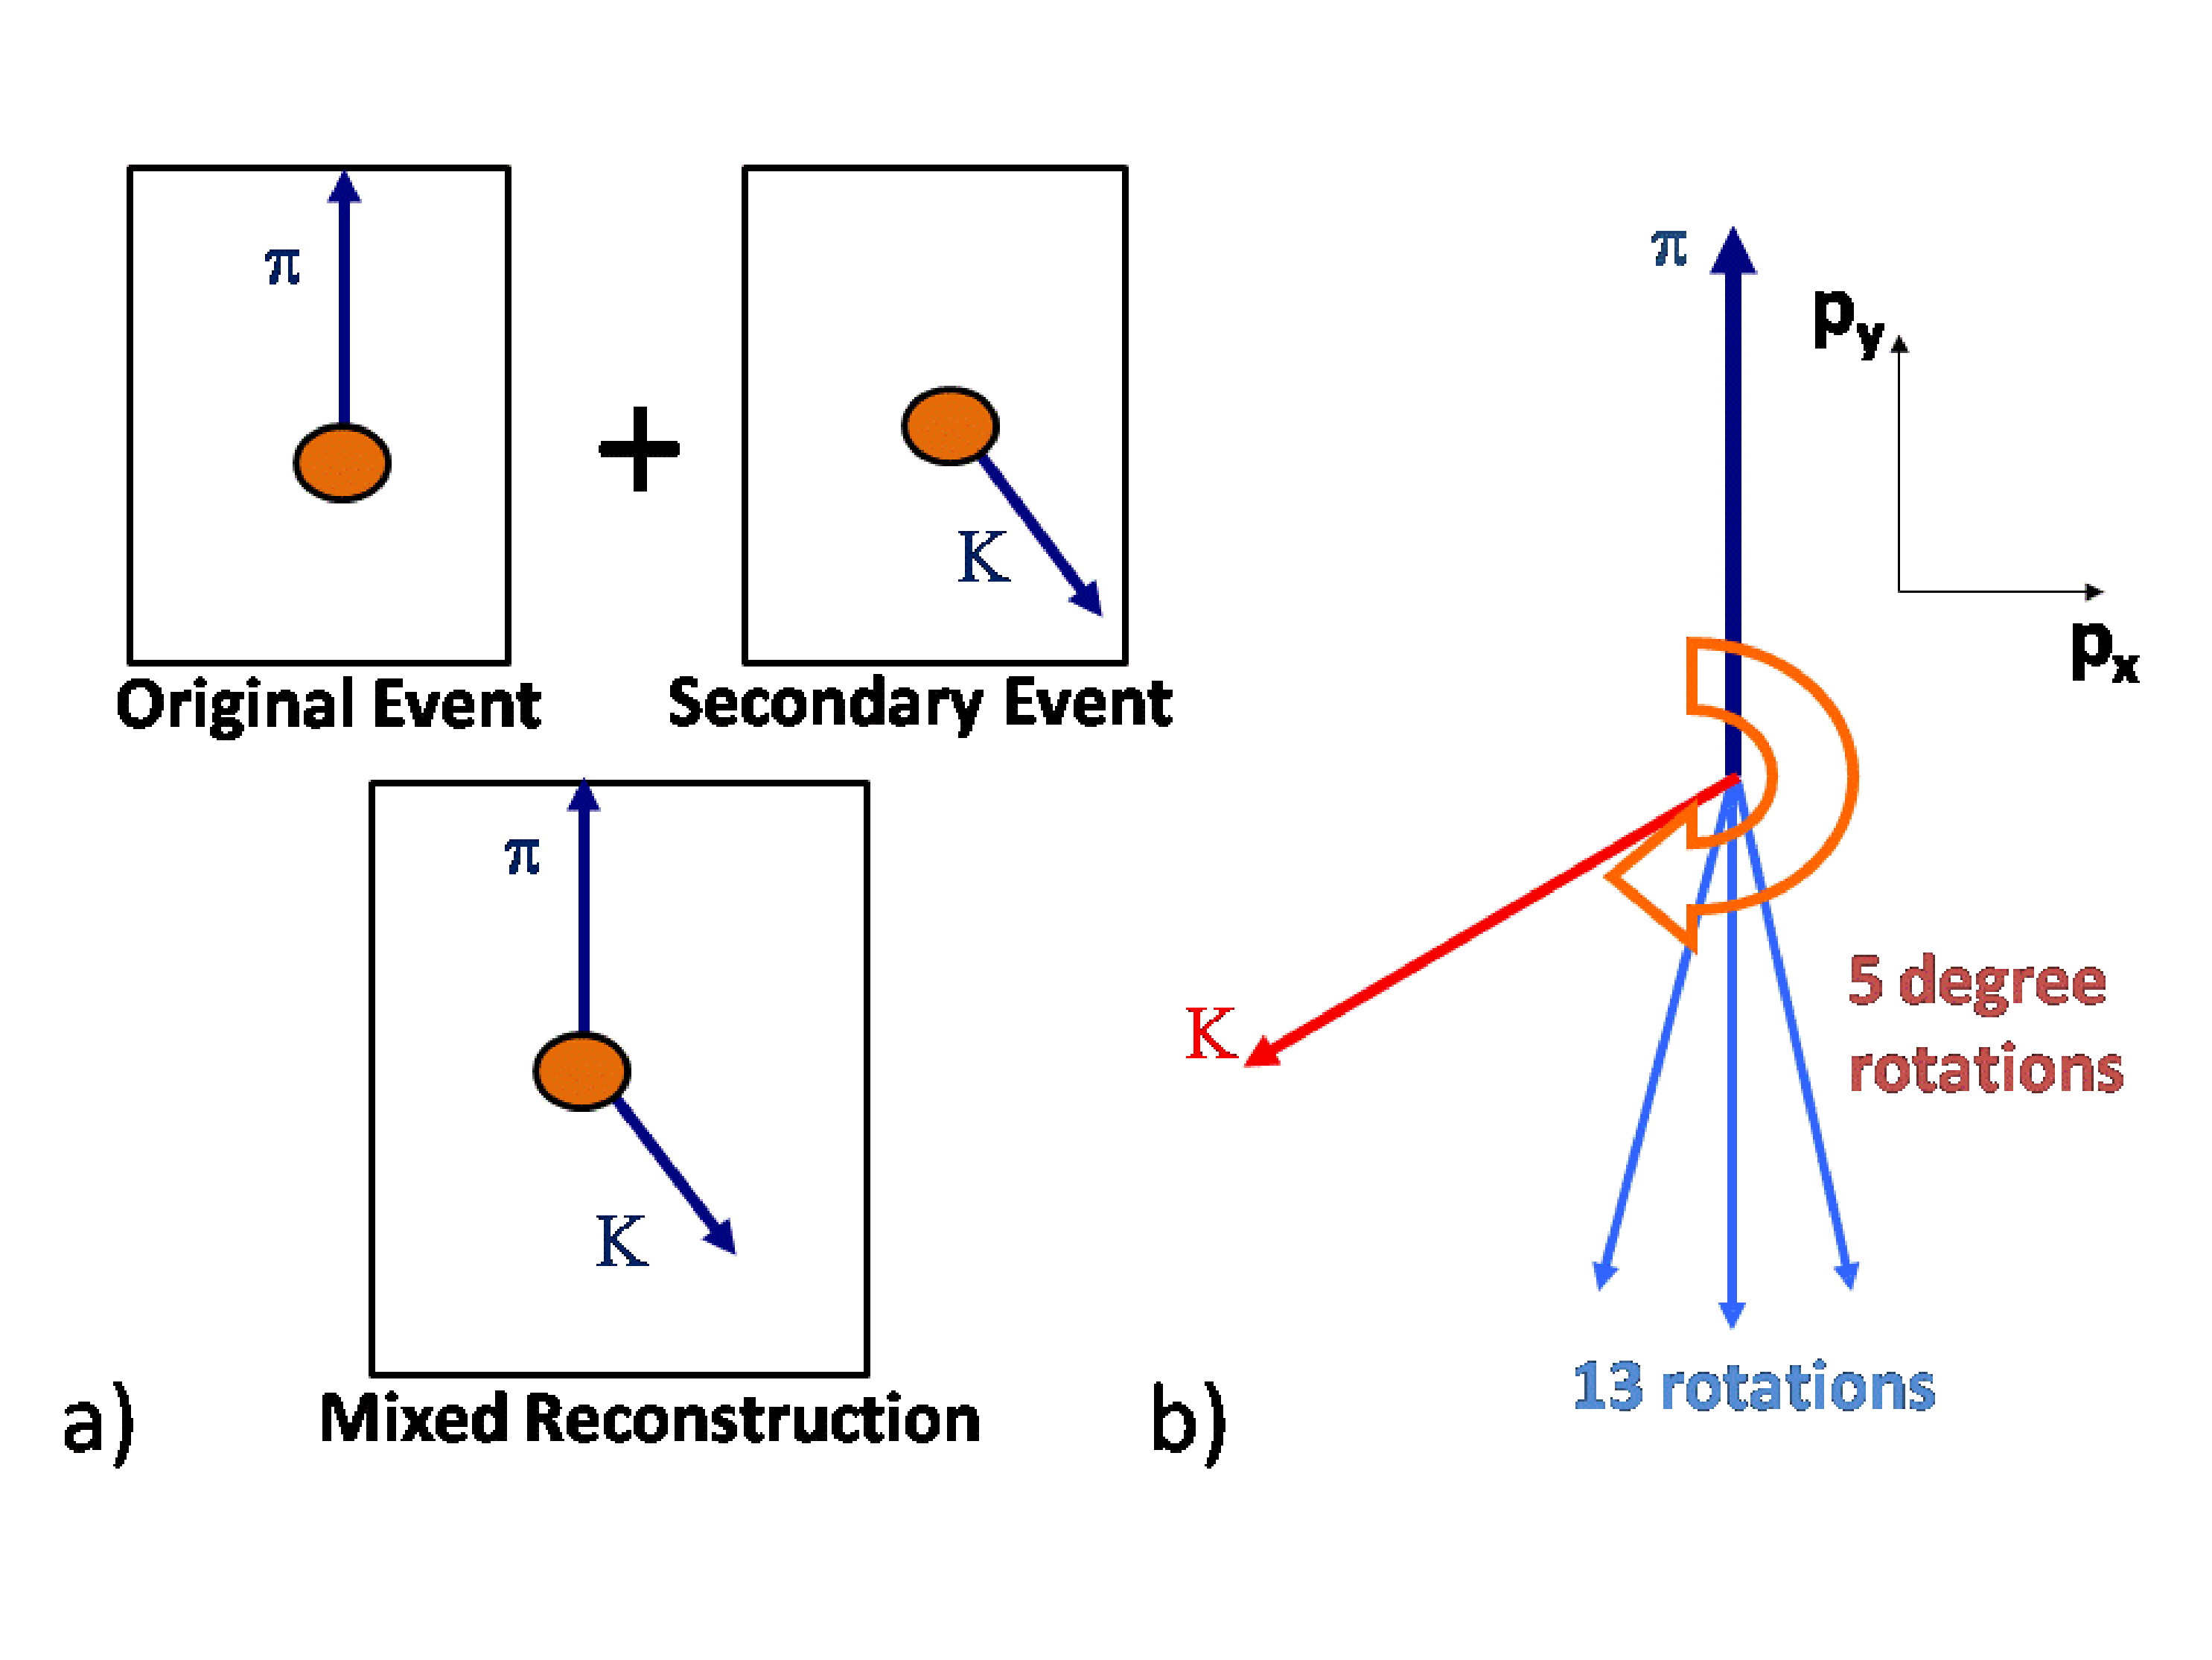 π
K
+
Original Event
Secondary Event
π
K
Mixed Reconstruction
a)
π
py
px
K
5 degree
rotations
13 rotations
b)